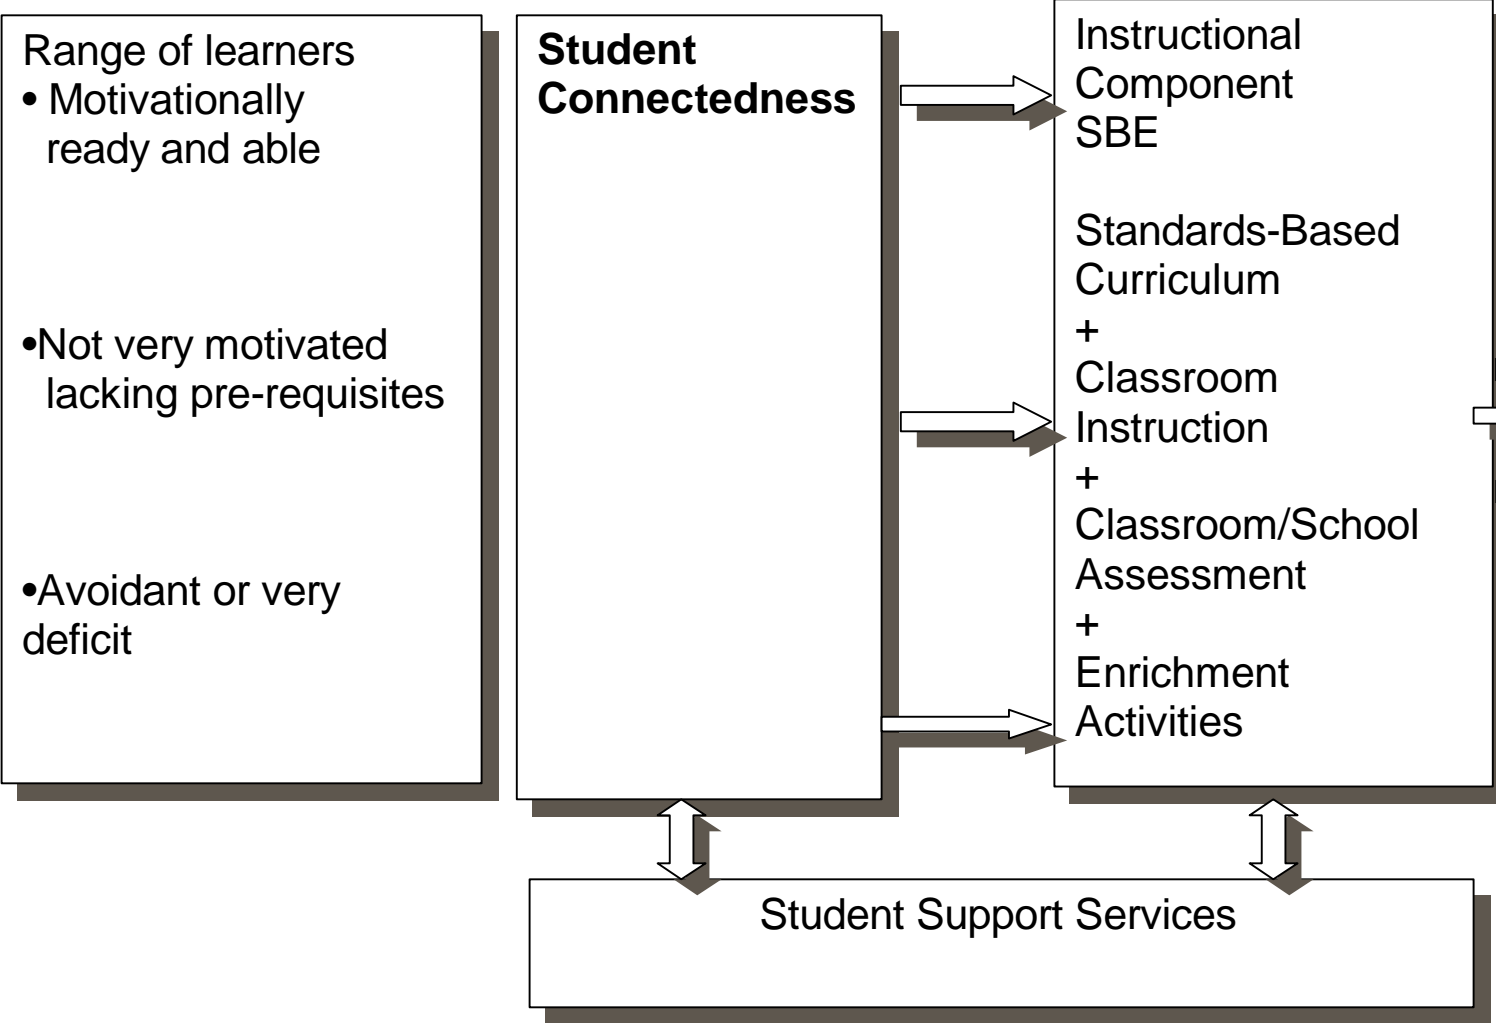 Range of learners
• Motivationally
ready and able
•Not very motivated
lacking pre-requisites
•Avoidant or very
deficit
Student
Connectedness
Instructional
Component
SBE
Standards-Based
Curriculum
+
Classroom
Instruction
+
Classroom/School
Assessment
+
Enrichment
Activities
Student Support Services